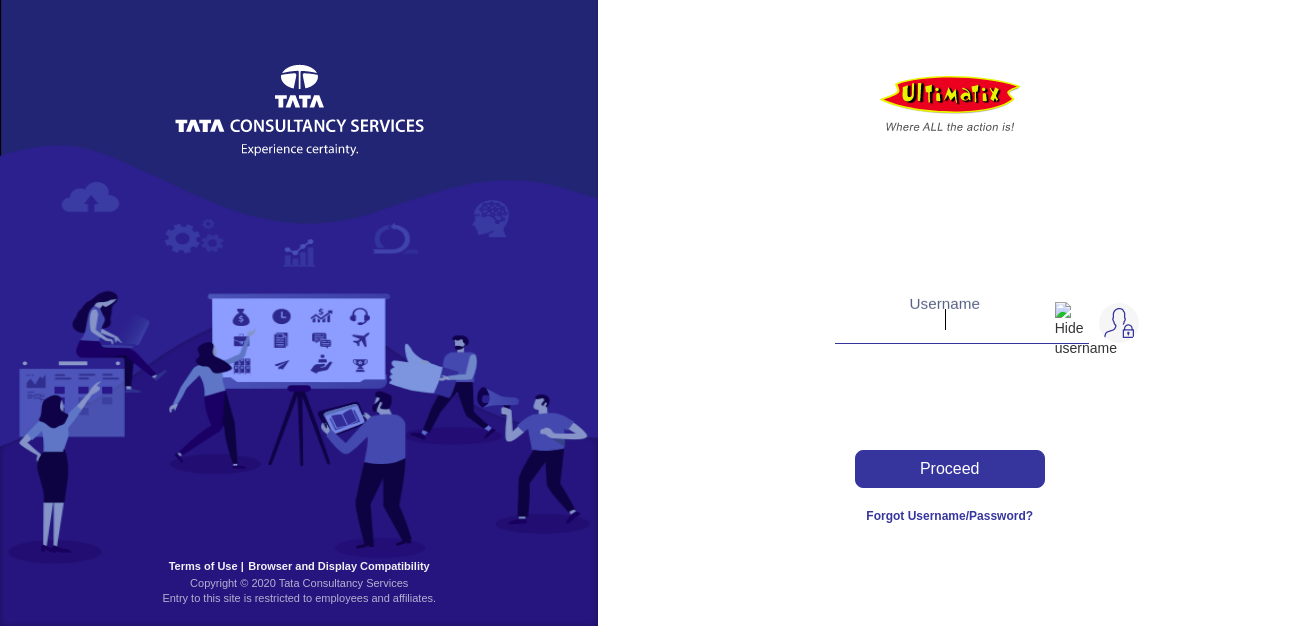 TATA
TATA CONSULTANCY SERVICES
Experience certainty.
Terms of Use | Browser and Display Compatibility
Copyright © 2020 Tata Consultancy Services
Entry to this site is restricted to employees and affiliates.
UlTiMaTix
Where ALL the action is!
Username
Hide
username
Proceed
Forgot Username/Password?